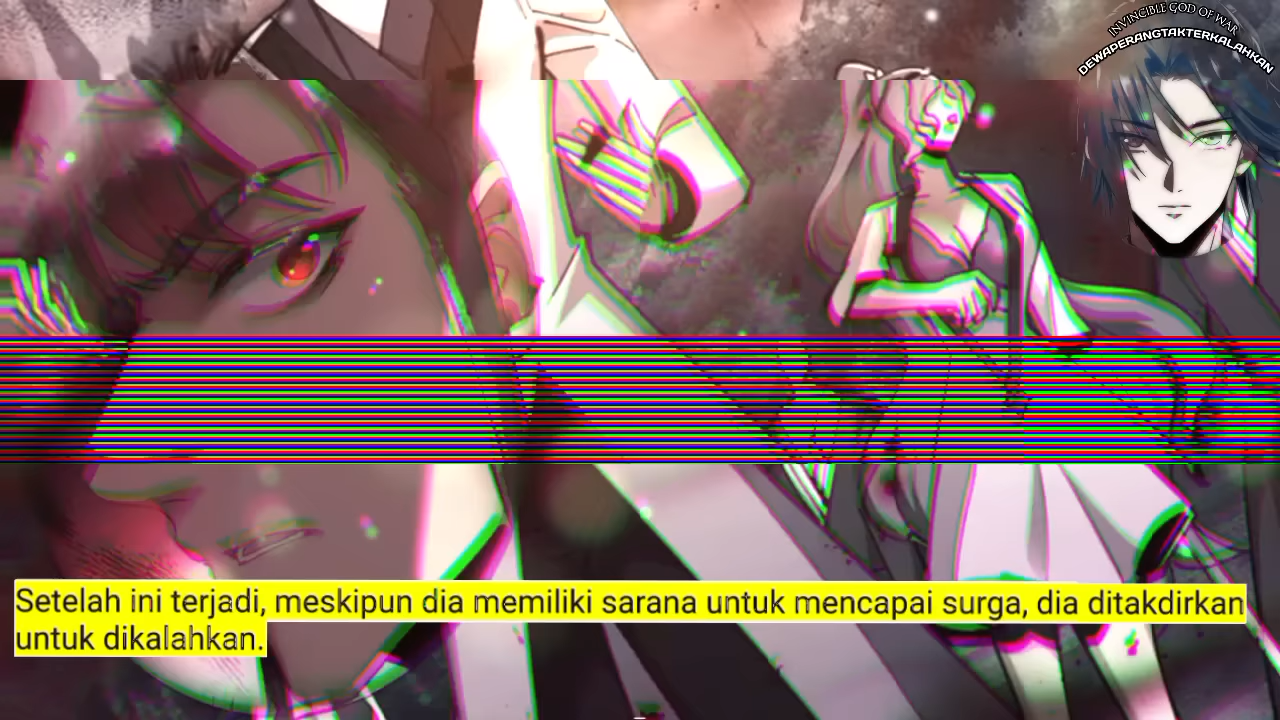 INVINCIBLE GOD OF WAR
DEWAPERANGTAKTERKALAHKAN
Setelah ini terjadi, meskipun dia memiliki sarana untuk mencapai surga, dia ditakdirkan
untuk dikalahkan.